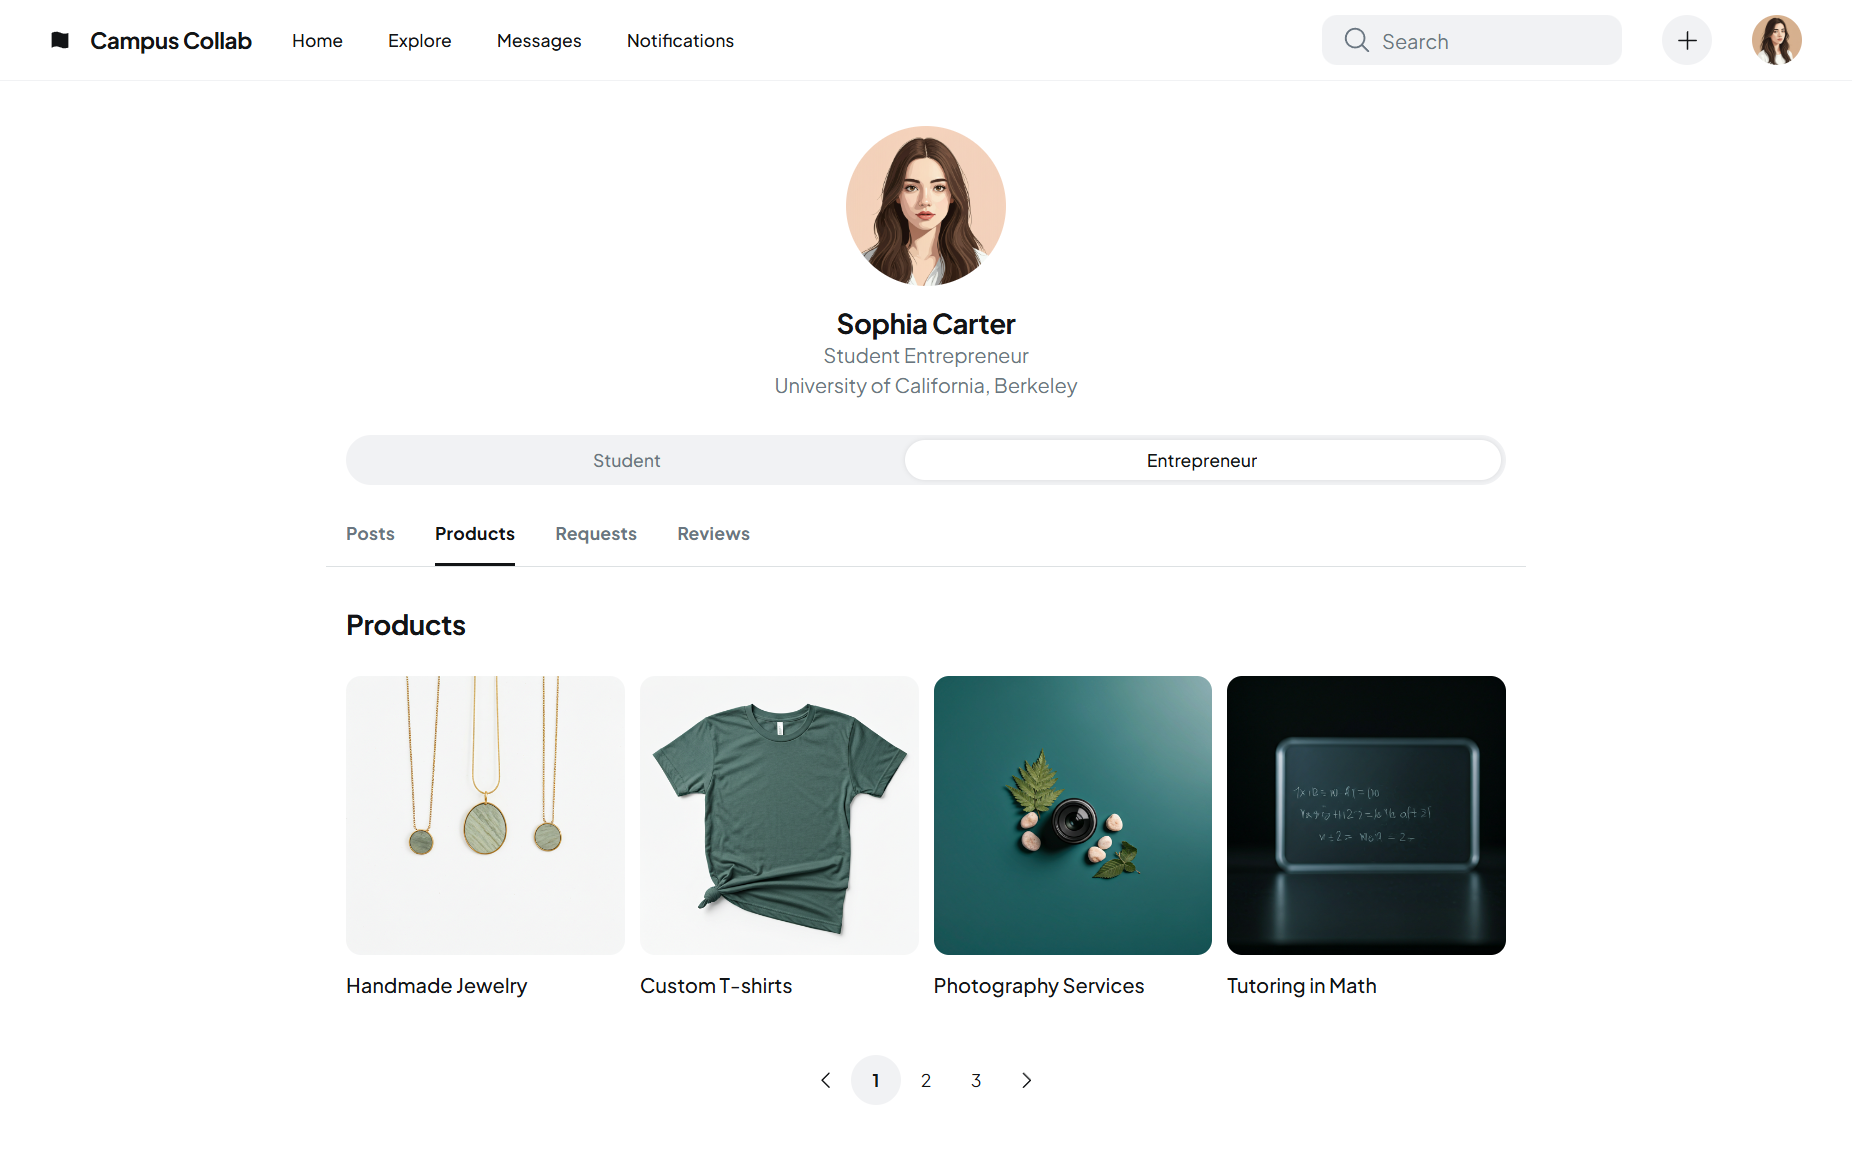 Campus Collab Home Explore Messages Notifications Search
Sophia Carter
Student Entrepreneur
University of California, Berkeley
Student Entrepreneur
Posts Products Requests Reviews
Products
Handmade Jewelry Custom T-shirts Photography Services Tutoring in Math
1 2 3